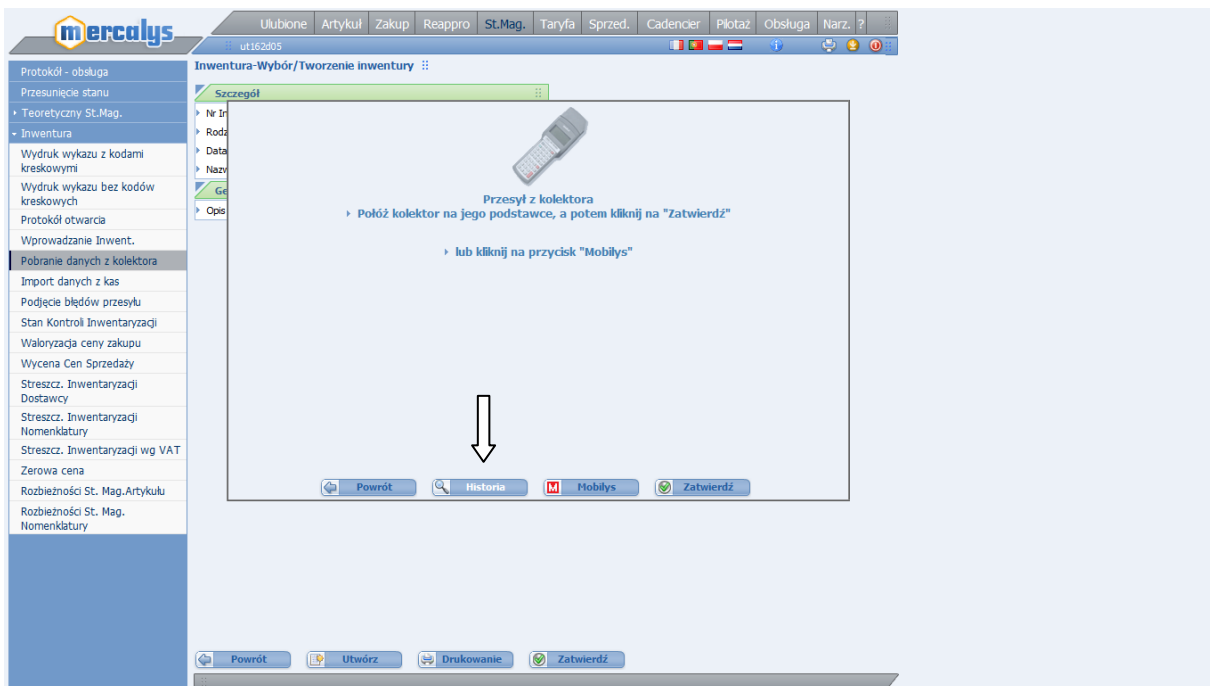 mercalys
Ulubione Artykuł Zakup Reappro St.Mag. Taryfa Sprzed. Cadencier Pilotaż Obsługa Narz. ?
ut162d05
Protokół - obsługa
Przesunięcie stanu
Teoretyczny St.Mag.
Inwentura
Wydruk wykazu z kodami
kreskowymi
Wydruk wykazu bez kodów
kreskowych
Protokół otwarcia
Wprowadzanie Inwent.
Pobranie danych z kolektora
Import danych z kas
Podjęcie błędów przesyłu
Stan Kontroli Inwentaryzacji
Waloryzacja ceny zakupu
Wycena Cen Sprzedaży
Streszcz. Inwentaryzacji
Dostawcy
Streszcz. Inwentaryzacji
Nomenklatury
Streszcz. Inwentaryzacji wg VAT
Zerowa cena
Rozbieżności St. Mag.Artykułu
Rozbieżności St. Mag.
Nomenklatury
Inwentura-Wybór/Tworzenie inwentury
Szczegół
Nr
Rodz
Data
Nazw
Ge
Opis
Przesył z kolektora
Połóż kolektor na jego podstawce, a potem kliknij na "Zatwierdź"
lub kliknij na przycisk "Mobilys"
Powrót Historia M Mobilys Zatwierdź
Powrót Utwórz Drukowanie Zatwierdź